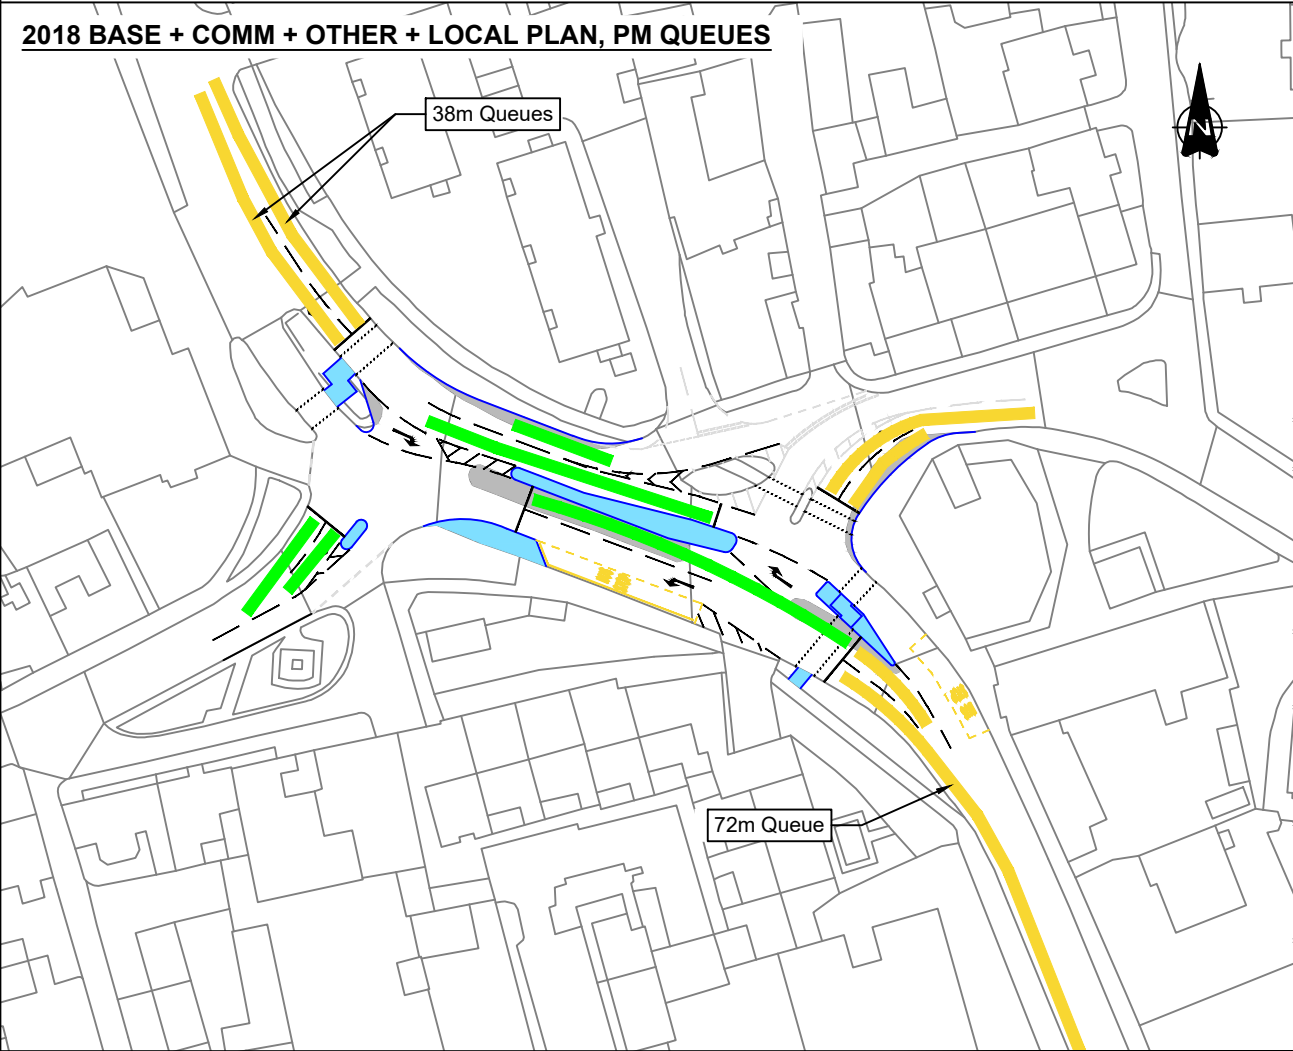 2018 BASE + COMM + OTHER + LOCAL PLAN, PM QUEUES
38m Queues
N
72m Queue